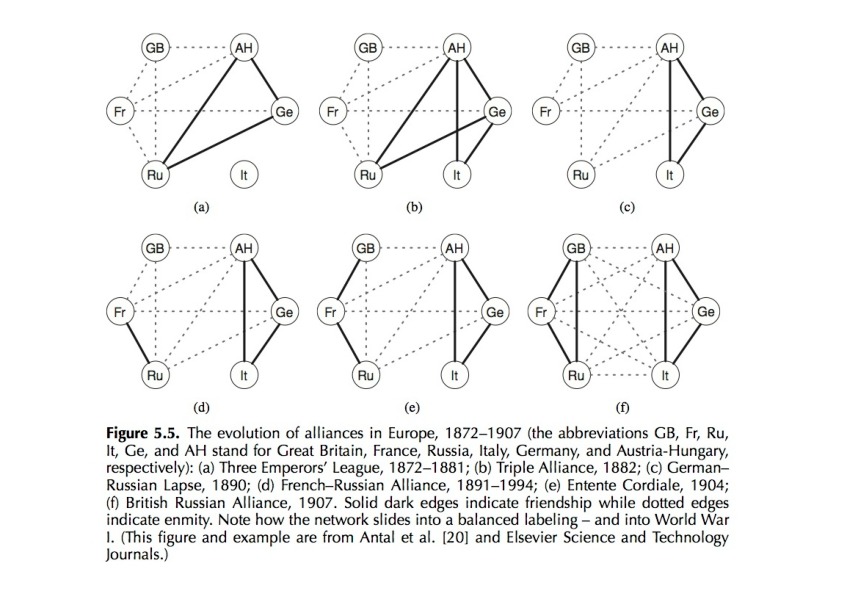 GB AH GB AH GB AH
Fr Ge Fr Ge Fr Ge
Ru It Ru It Ru It
(a) (b) (c)
GB AH GB AH GB AH
Fr Ge Fr Ge Fr Ge
Ru It Ru It Ru It
(d) (e) (f)
Figure 5.5. The evolution of alliances in Europe, 1872–1907 (the abbreviations GB, Fr, Ru,
It, Ge, and AH stand for Great Britain, France, Russia, Italy, Germany, and Austria-Hungary,
respectively): (a) Three Emperors' League, 1872–1881; (b) Triple Alliance, 1882; (c) German–
Russian Lapse, 1890; (d) French–Russian Alliance, 1891–1994; (e) Entente Cordiale, 1904;
(f) British Russian Alliance, 1907. Solid dark edges indicate friendship while dotted edges
indicate enmity. Note how the network slides into a balanced labeling – and into World War
I. (This figure and example are from Antal et al. [20] and Elsevier Science and Technology
Journals.)